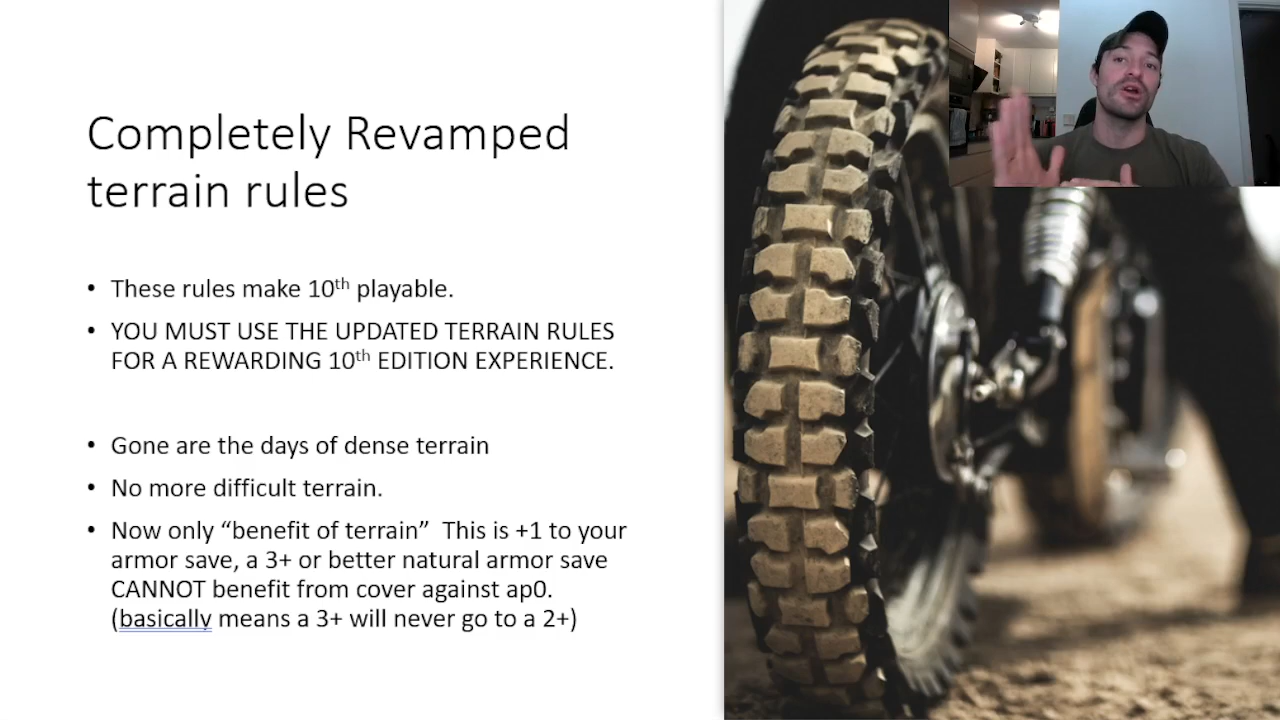 Completely Revamped
terrain rules
• These rules make 10th playable.
• YOU MUST USE THE UPDATED TERRAIN RULES
FOR A REWARDING 10th EDITION EXPERIENCE.
• Gone are the days of dense terrain
• No more difficult terrain.
• Now only “benefit of terrain”  This is +1 to your
armor save, a 3+ or better natural armor save
CANNOT benefit from cover against ap0.
(basically means a 3+ will never go to a 2+)